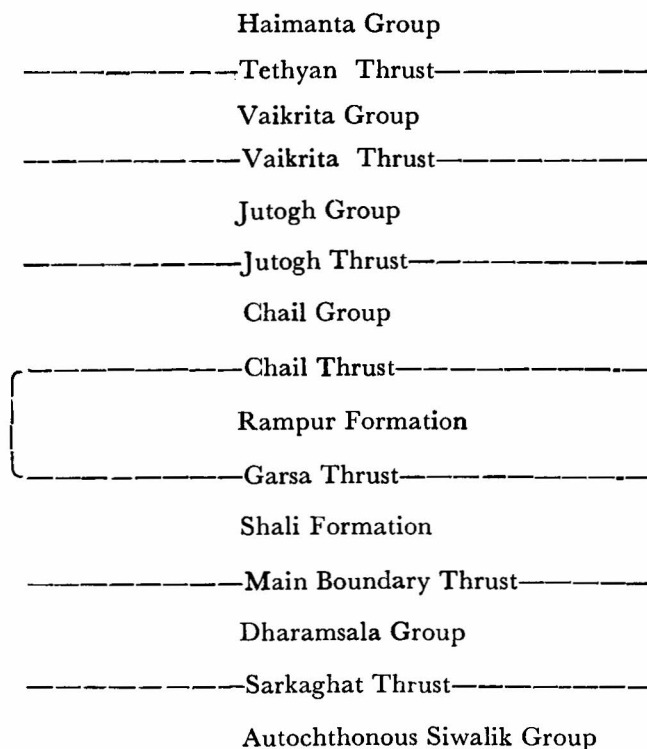 Haimanta Group
Tethyan Thrust
Vaikrita Group
Vaikrita Thrust
Jutogh Group
Jutogh Thrust
Chail Group
Chail Thrust
Rampur Formation
Garsa Thrust
Shali Formation
Main Boundary Thrust
Dharamsala Group
Sarkaghat Thrust
Autochthonous Siwalik Group